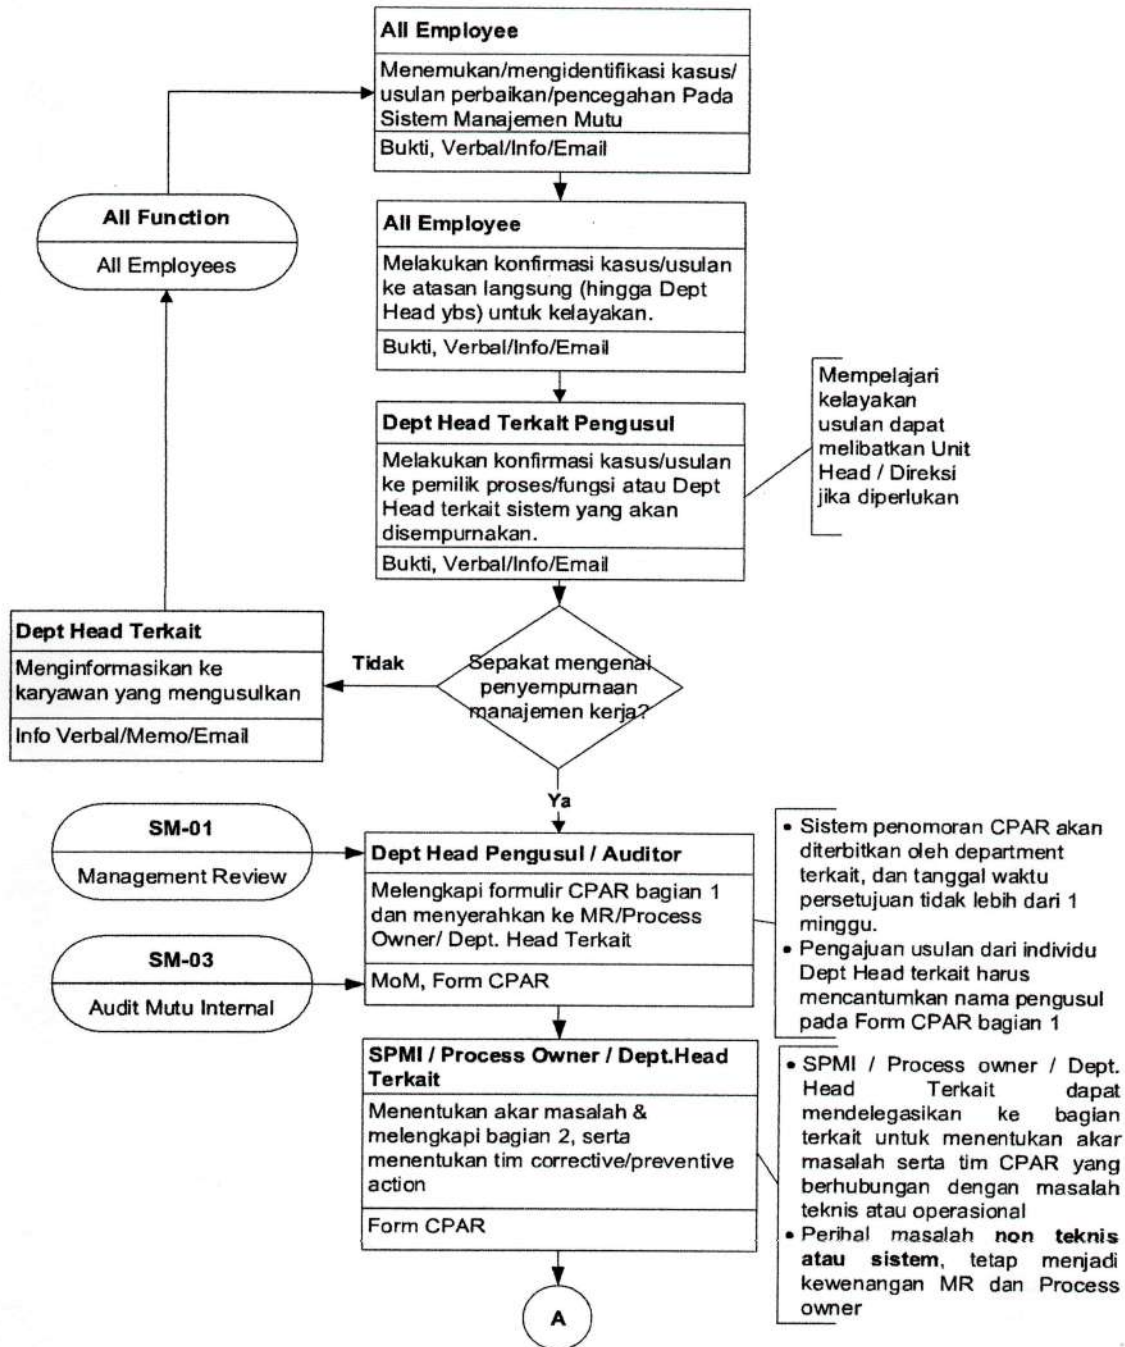 All Employee
Menemukan/mengidentifikasi kasus/
usulan perbaikan/pencegahan Pada
Sistem Manajemen Mutu
Bukti, Verbal/Info/Email
All Function
All Employees
All Employee
Melakukan konfirmasi kasus/usulan
ke atasan langsung (hingga Dept
Head ybs) untuk kelayakan.
Bukti, Verbal/Info/Email
Dept Head Terkait Pengusul
Melakukan konfirmasi kasus/usulan
ke pemilik proses/fungsi atau Dept
Head terkait sistem yang akan
disempurnakan.
Bukti, Verbal/Info/Email
Mempelajari
kelayakan
usulan dapat
melibatkan Unit
Head / Direksi
jika diperlukan
Sepakat mengenai
penyempurnaan
manajemen kerja?
Tidak
Dept Head Terkait
Menginformasikan ke
karyawan yang mengusulkan
Info Verbal/Memo/Email
Ya
SM-01
Management Review
SM-03
Audit Mutu Internal
Dept Head Pengusul / Auditor
Melengkapi formulir CPAR bagian 1
dan menyerahkan ke MR/Process
Owner/ Dept. Head Terkait
MoM, Form CPAR
• Sistem penomoran CPAR akan
diterbitkan oleh department
terkait, dan tanggal waktu
persetujuan tidak lebih dari 1
minggu.
• Pengajuan usulan dari individu
Dept Head terkait harus
mencantumkan nama pengusul
pada Form CPAR bagian 1
SPMI / Process Owner / Dept.Head
Terkait
Menentukan akar masalah &
melengkapi bagian 2, serta
menentukan tim corrective/preventive
action
Form CPAR
• SPMI / Process owner / Dept.
Head Terkait dapat
mendelegasikan ke bagian
terkait untuk menentukan akar
masalah serta tim CPAR yang
berhubungan dengan masalah
teknis atau operasional
• Perihal masalah non teknis
atau sistem, tetap menjadi
kewenangan MR dan Process
owner
A